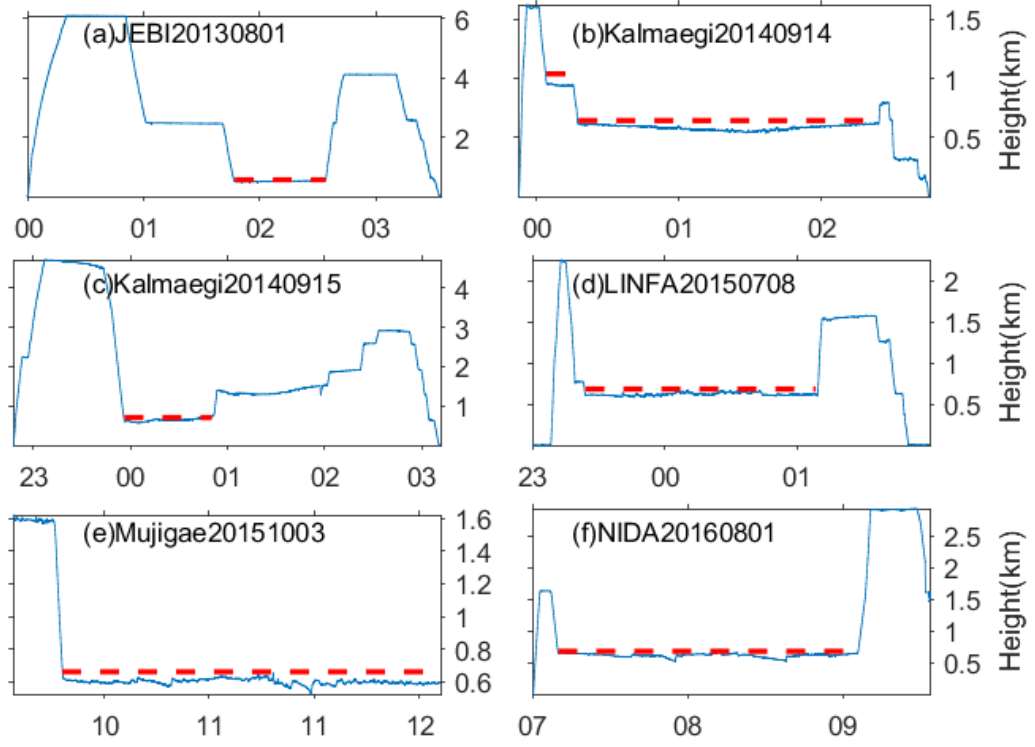 (a)JEBI20130801
6
4
2
00 01 02 03
(b)Kalmaegi20140914
1.5
1
0.5
Height(km)
00 01 02
(c)Kalmaegi20140915
4
3
2
1
23 00 01 02 03
(d)LINFA20150708
2
1.5
1
0.5
Height(km)
23 00 01
(e)Mujigae20151003
1.6
1.4
1.2
1
0.8
0.6
10 11 11 12
(f)NIDA20160801
2.5
2
1.5
1
0.5
Height(km)
07 08 09